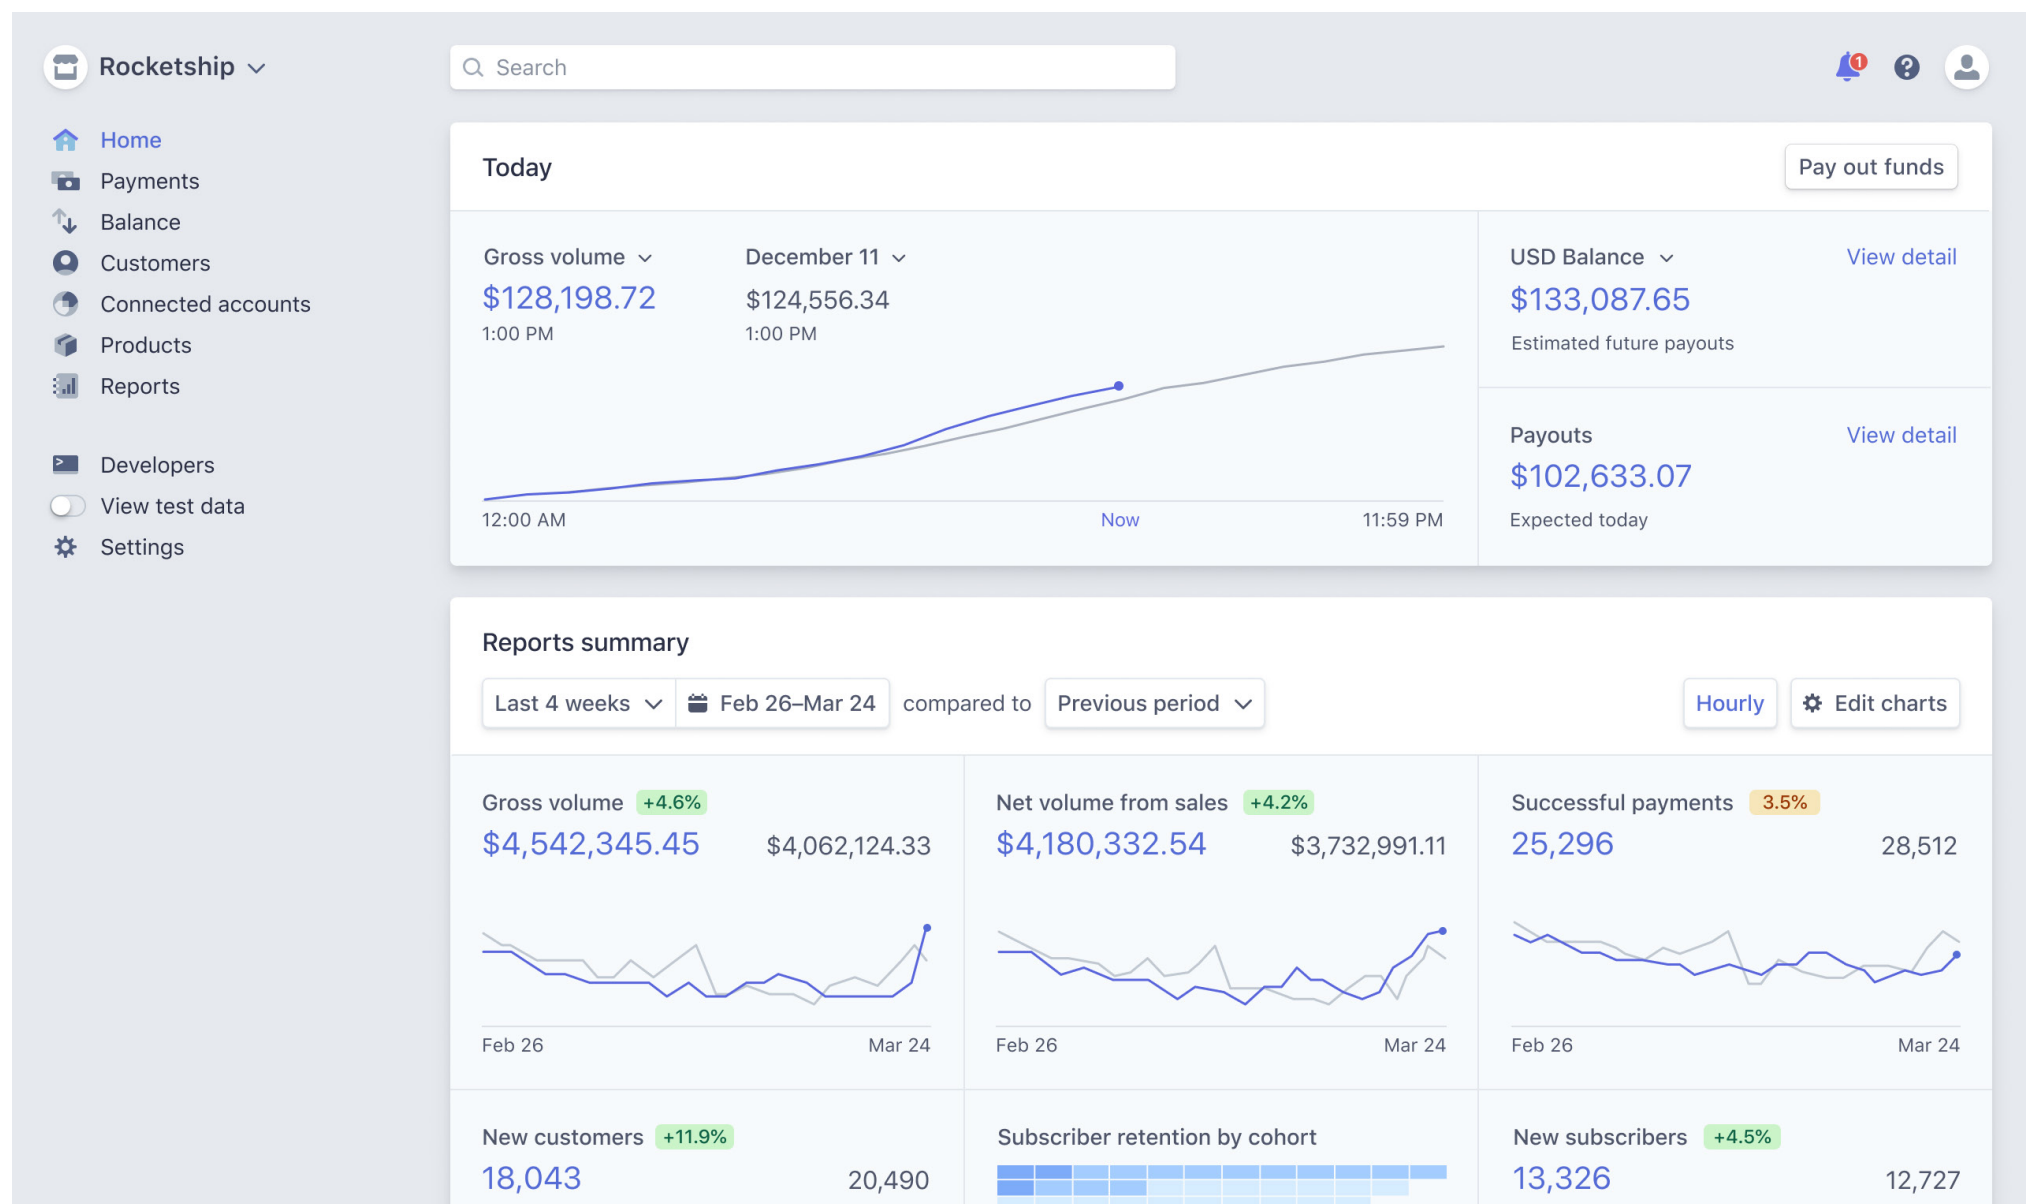 Rocketship
Search
1
Home
Payments
Balance
Customers
Connected accounts
Products
Reports
Developers
View test data
Settings
Today
Pay out funds
Gross volume
$128,198.72
1:00 PM
December 11
$124,556.34
1:00 PM
12:00 AM
Now
11:59 PM
USD Balance
View detail
$133,087.65
Estimated future payouts
Payouts
View detail
$102,633.07
Expected today
Reports summary
Last 4 weeks
Feb 26–Mar 24
compared to
Previous period
Hourly
Edit charts
Gross volume +4.6%
$4,542,345.45 $4,062,124.33
Feb 26 Mar 24
Net volume from sales +4.2%
$4,180,332.54 $3,732,991.11
Feb 26 Mar 24
Successful payments 3.5%
25,296 28,512
Feb 26 Mar 24
New customers +11.9%
18,043 20,490
Subscriber retention by cohort
New subscribers +4.5%
13,326 12,727